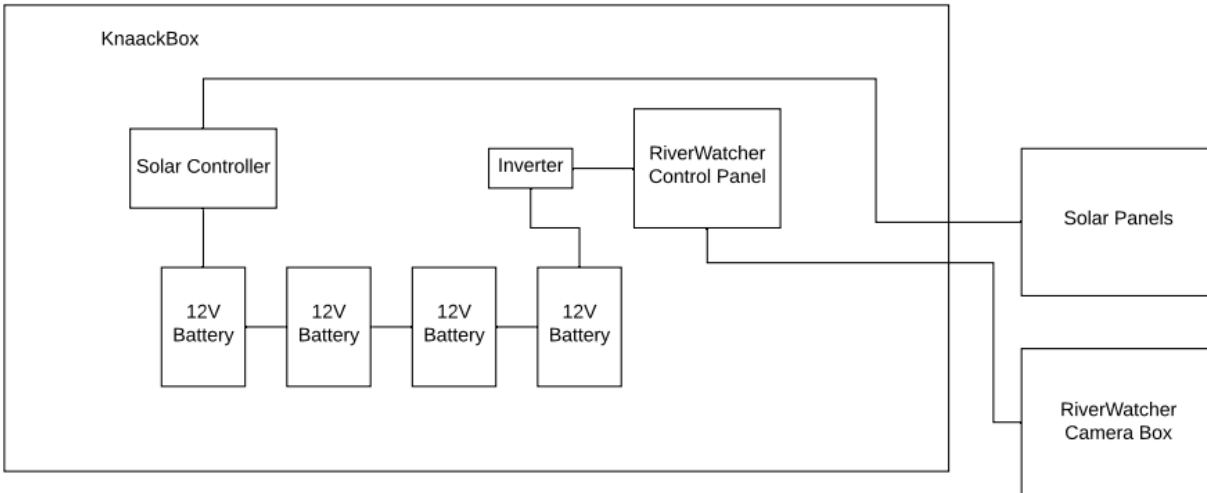 KnaackBox
Solar Controller
Inverter
RiverWatcher
Control Panel
Solar Panels
12V
Battery
12V
Battery
12V
Battery
12V
Battery
RiverWatcher
Camera Box